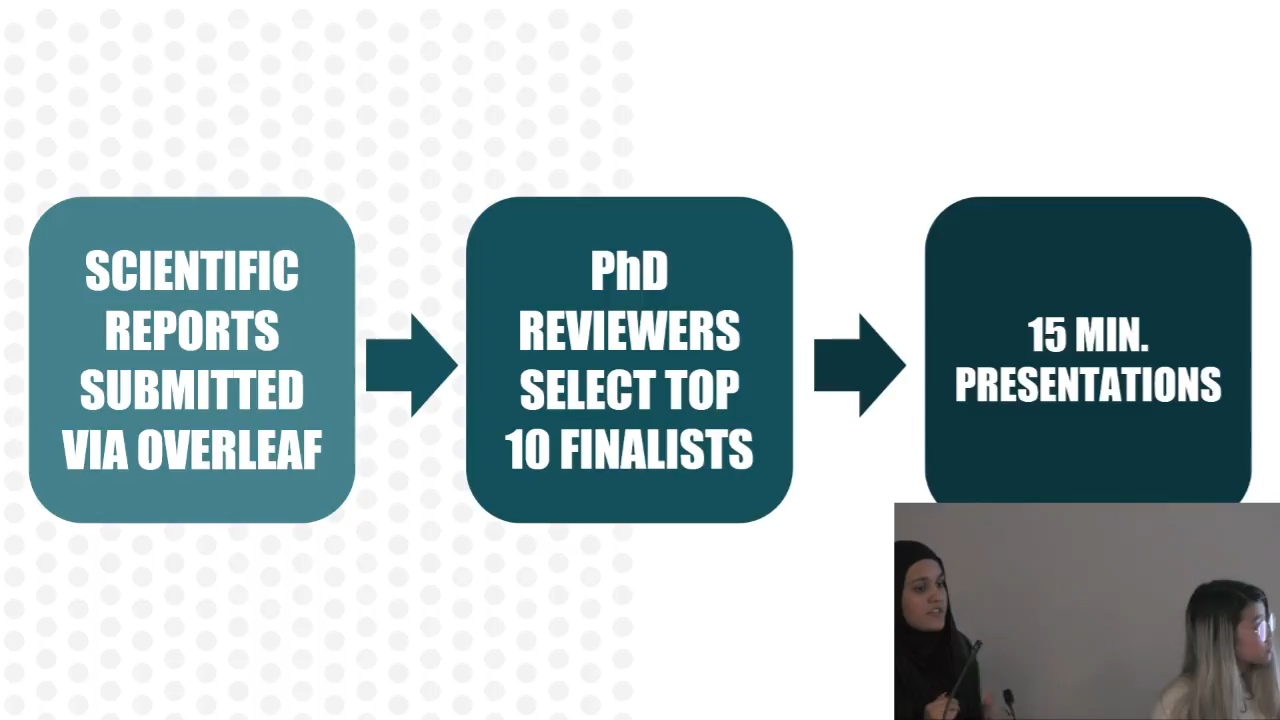 SCIENTIFIC
REPORTS
SUBMITTED
VIA OVERLEAF
PhD
REVIEWERS
SELECT TOP
10 FINALISTS
15 MIN.
PRESENTATIONS